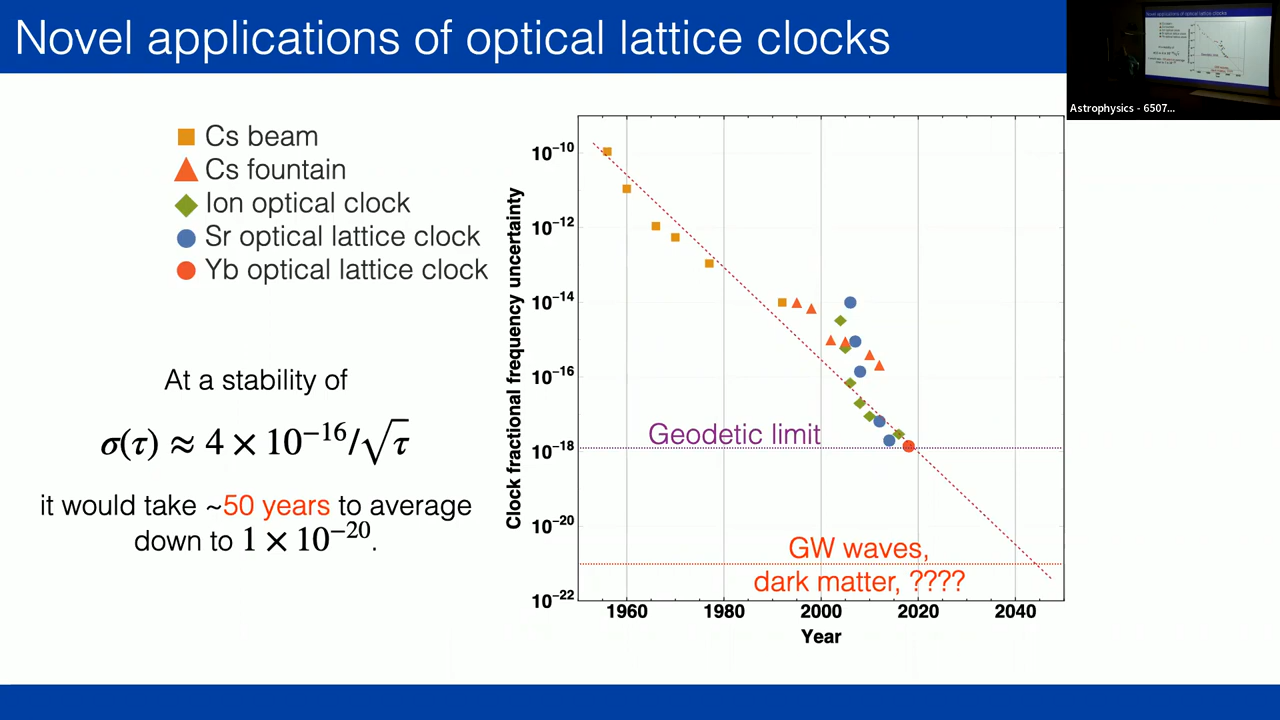 Novel applications of optical lattice clocks
Astrophysics - 6507...
Cs beam
Cs fountain
Ion optical clock
Sr optical lattice clock
Yb optical lattice clock
At a stability of
σ(τ) ≈ 4 × 10⁻¹⁶/√τ
it would take ~50 years to average
down to 1 × 10⁻²⁰.
Clock fractional frequency uncertainty
10⁻¹⁰
10⁻¹²
10⁻¹⁴
10⁻¹⁶
10⁻¹⁸
10⁻²⁰
10⁻²²
Geodetic limit
GW waves,
dark matter, ????
1960 1980 2000 2020 2040
Year